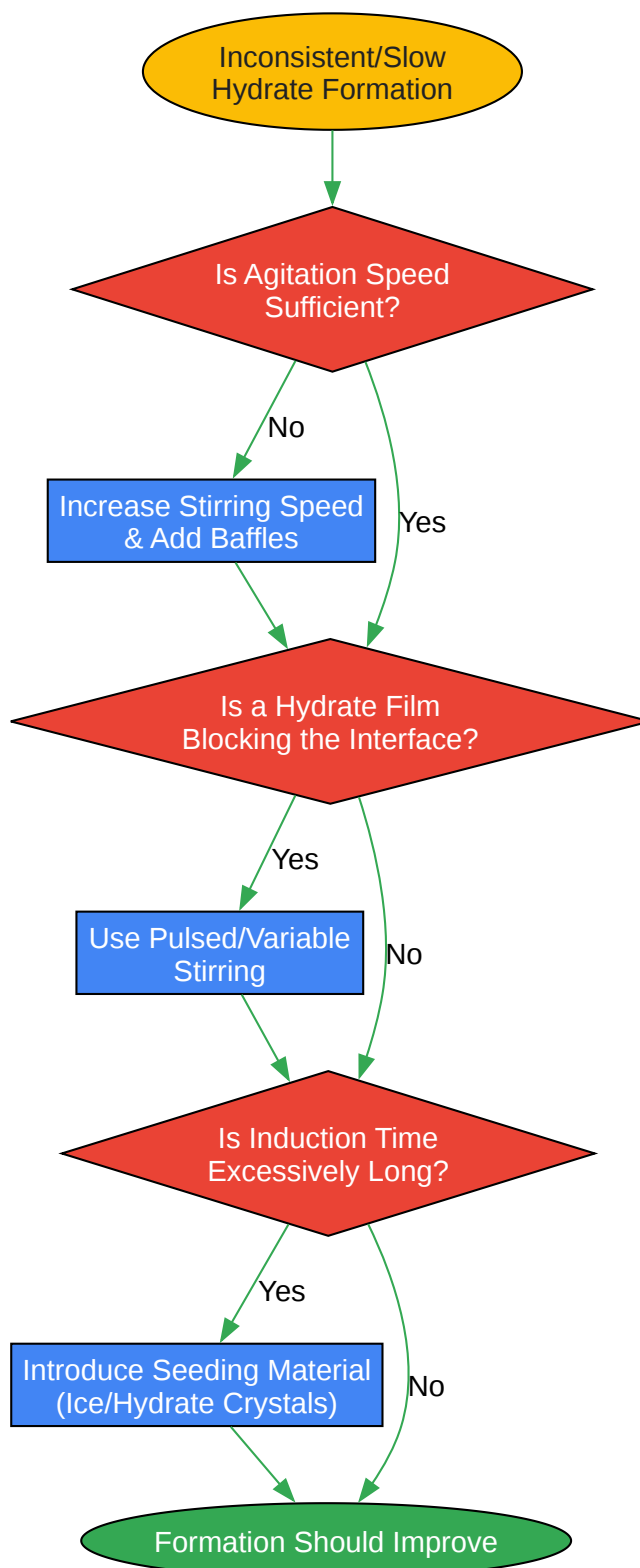 Inconsistent/Slow
Hydrate Formation
Is Agitation Speed
Sufficient?
No
Increase Stirring Speed
& Add Baffles
Yes
Is a Hydrate Film
Blocking the Interface?
Yes
Use Pulsed/Variable
Stirring
No
Is Induction Time
Excessively Long?
Yes
Introduce Seeding Material
(Ice/Hydrate Crystals)
No
Formation Should Improve